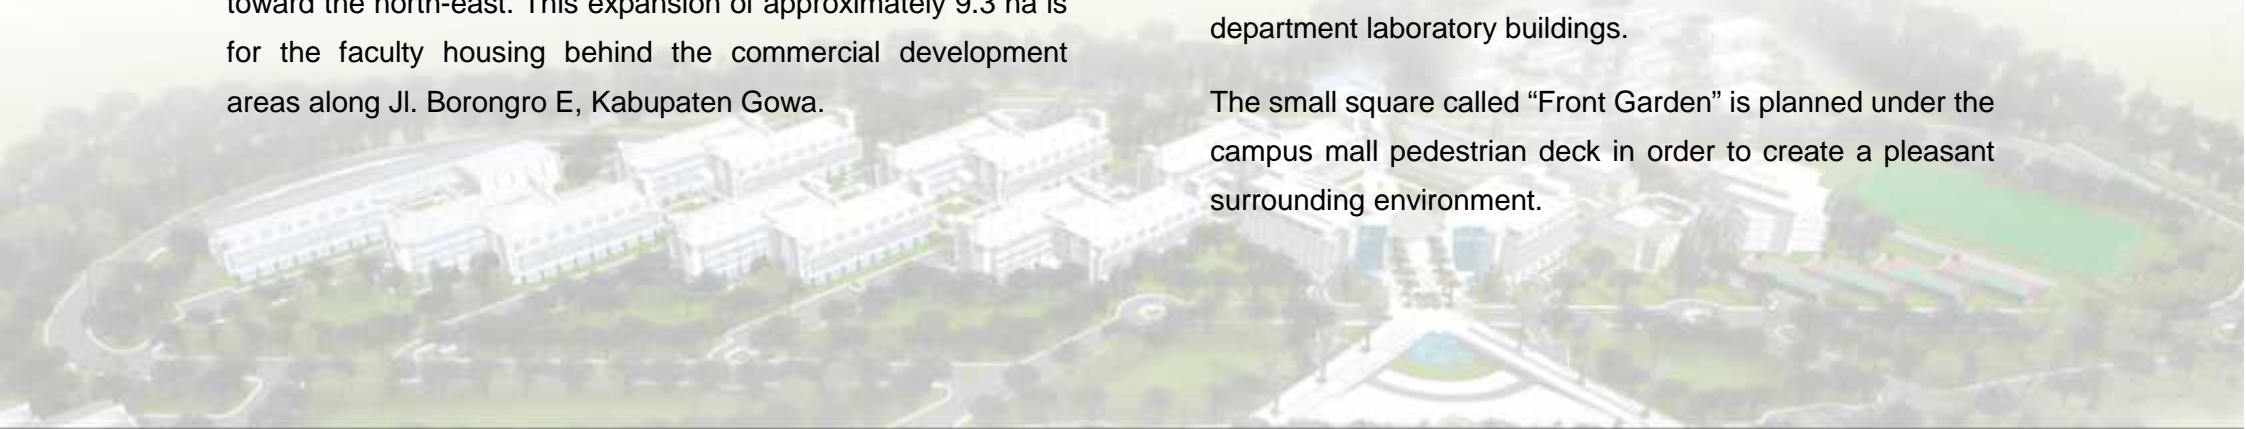 toward the north-east. This expansion of approximately 9.3 ha is
for the faculty housing behind the commercial development
areas along Jl. Borongro E, Kabupaten Gowa.
department laboratory buildings.
The small square called “Front Garden” is planned under the
campus mall pedestrian deck in order to create a pleasant
surrounding environment.